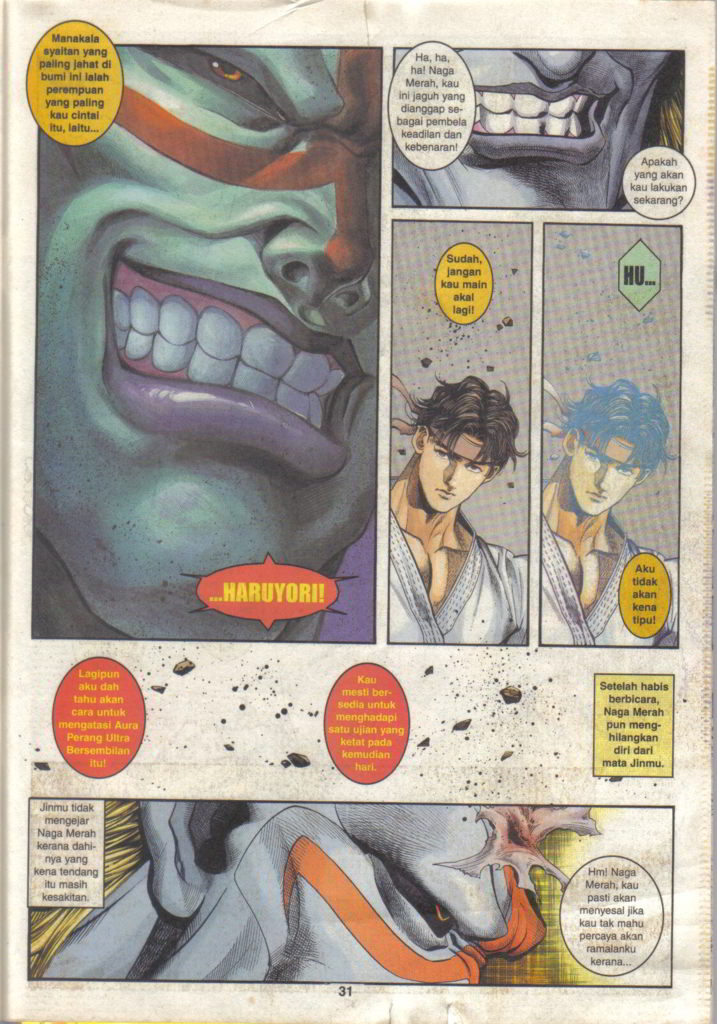 Manakala
syaitan yang
paling jahat di
bumi ini ialah
perempuan
yang paling
kau cintai
itu, iaitu...
...HARUYORI!
Ha, ha,
ha! Naga
Merah, kau
ini jaguh yang
dianggap se-
bagai pembela
keadilan dan
kebenaran!
Apakah
yang akan
kau lakukan
sekarang?
Sudah,
jangan
kau main
akal
lagi!
HU...
Aku
tidak
akan
kena
tipu!
Lagipun
aku dah
tahu akan
cara untuk
mengatasi Aura
Perang Ultra
Bersembilan
itu!
Kau
mesti ber-
sedia untuk
menghadapi
satu ujian yang
ketat pada
kemudian
hari.
Setelah habis
berbicara,
Naga Merah
pun meng-
hilangkan
diri dari
mata Jinmu.
Jinmu tidak
mengejar
Naga Merah
kerana dahi-
nya yang
kena tendang
itu masih
kesakitan.
Hm! Naga
Merah, kau
pasti akan
menyesal jika
kau tak mahu
percaya akan
ramalanku
kerana...
31